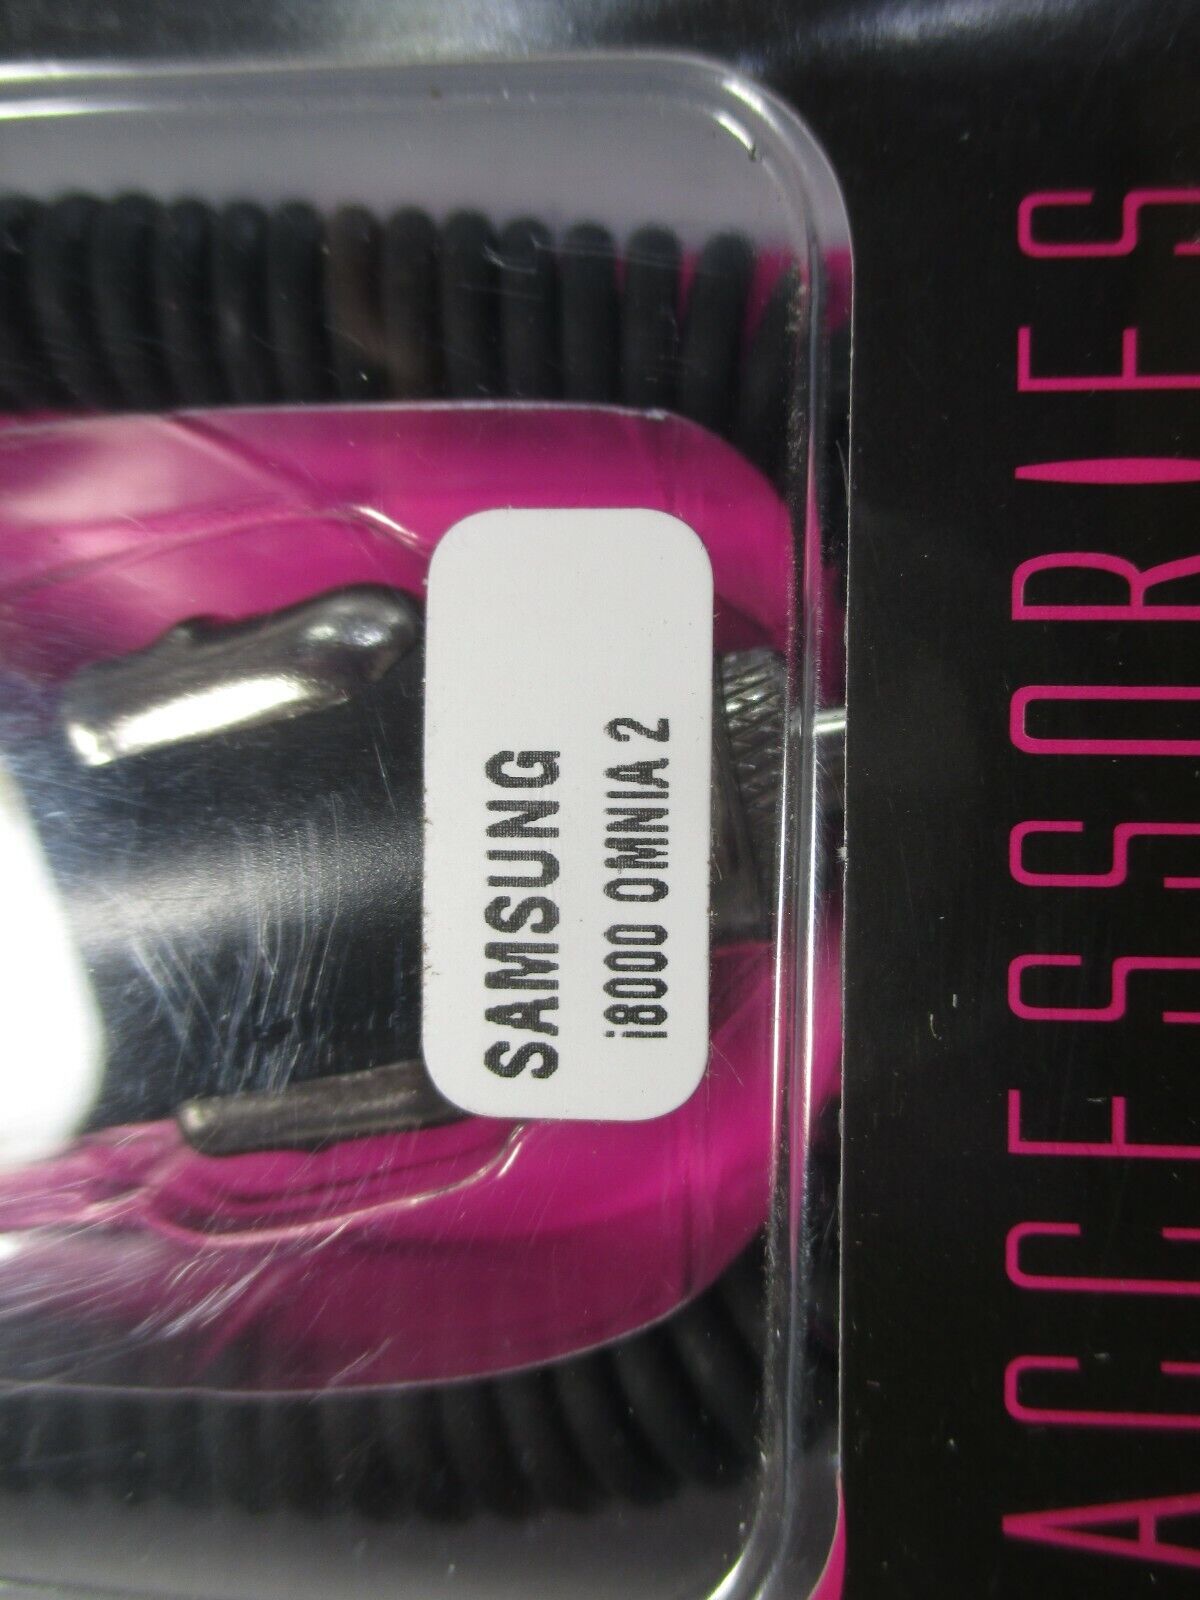 SAMSUNG
i8000 OMNIA 2
ACCESSORIES